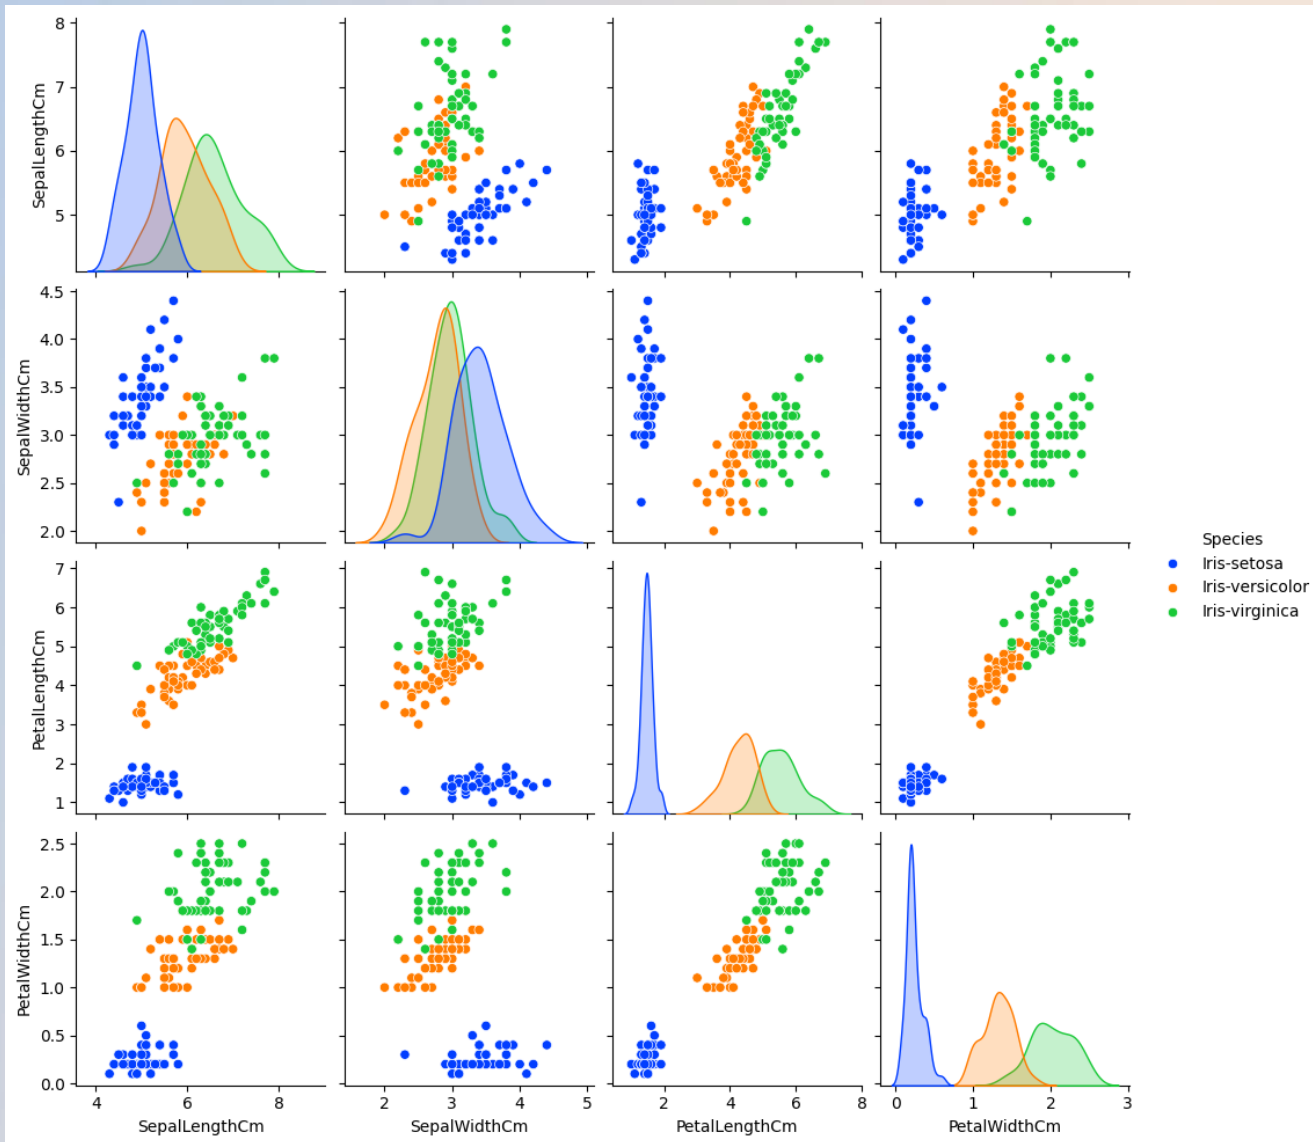 8
7
6
5
SepalLengthCm
4.5
4.0
3.5
3.0
2.5
2.0
SepalWidthCm
Species
Iris-setosa
Iris-versicolor
Iris-virginica
7
6
5
4
3
2
1
PetalLengthCm
2.5
2.0
1.5
1.0
0.5
0.0
PetalWidthCm
4 6 8 2 3 4 5 2 4 6 8 0 1 2 3
SepalLengthCm SepalWidthCm PetalLengthCm PetalWidthCm